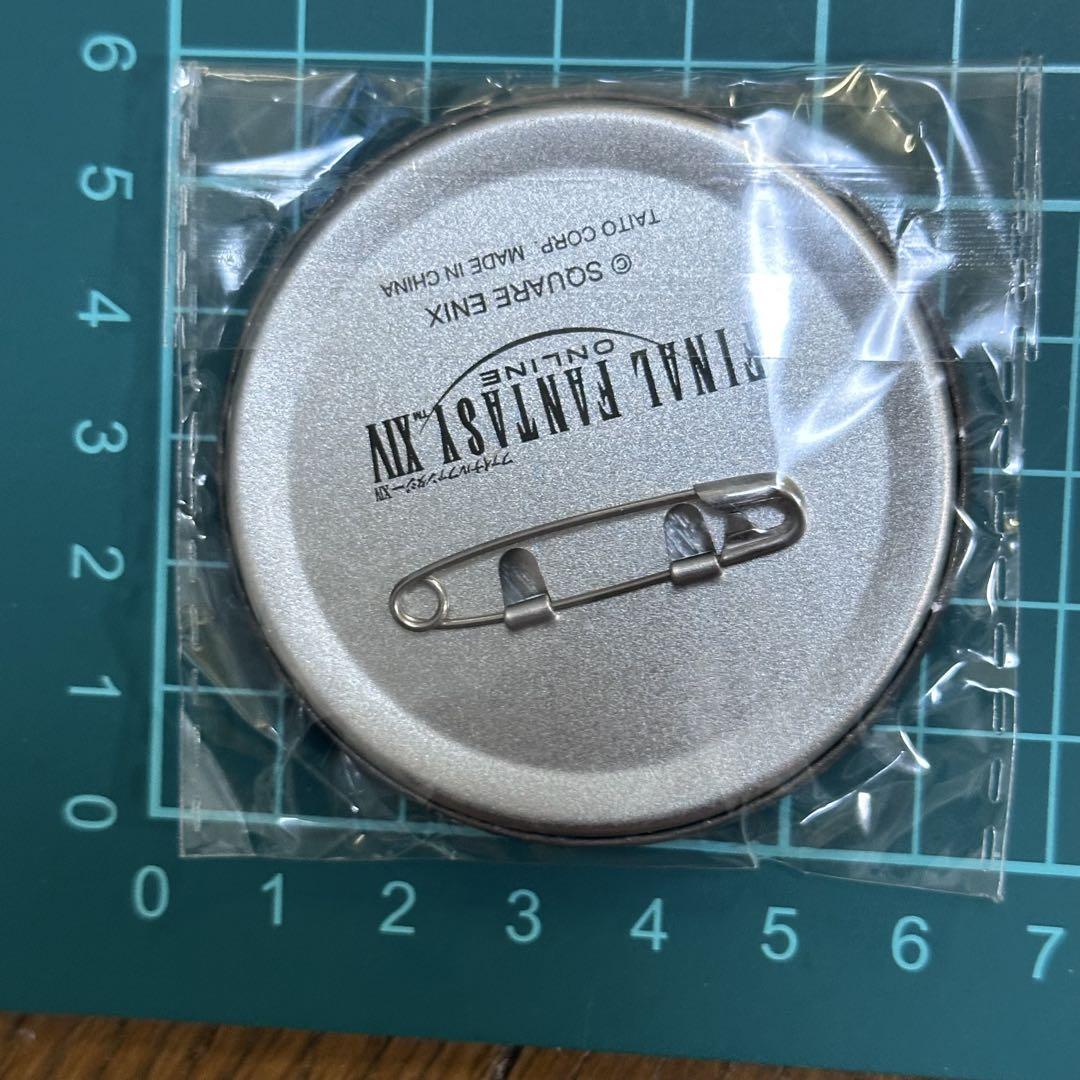 6
5
4
3
2
1
0
0 1 2 3 4 5 6 7
ファイナルファンタジーXIV
FINAL FANTASY XIV™
ONLINE
© SQUARE ENIX
TAITO CORP. MADE IN CHINA